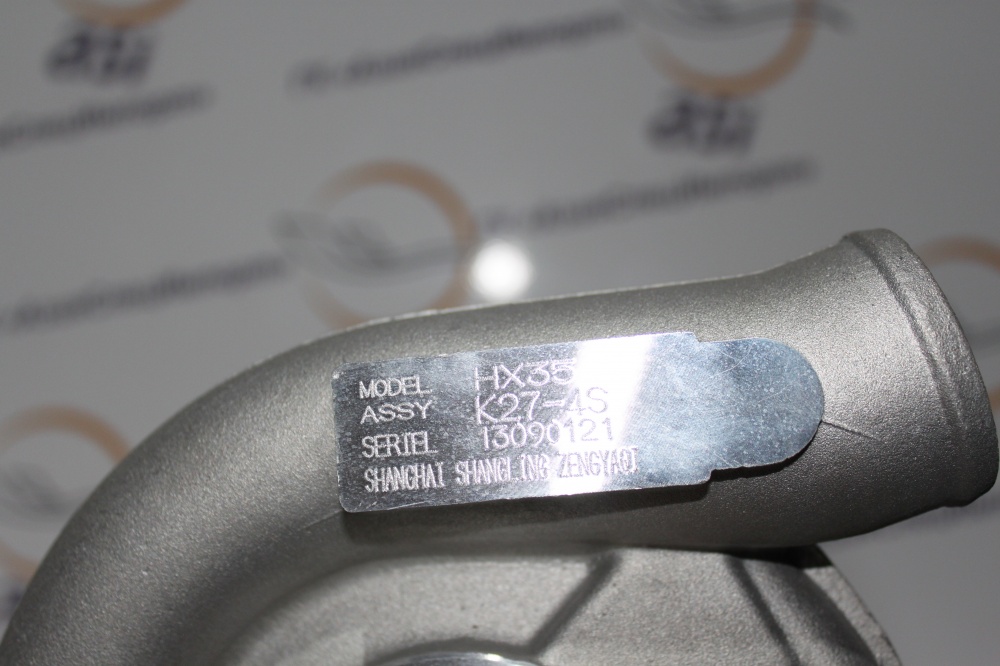 MODEL HX35
ASSY K27-4S
SERIEL 13090121
SHANGHAI SHANGLING ZENGYAQI